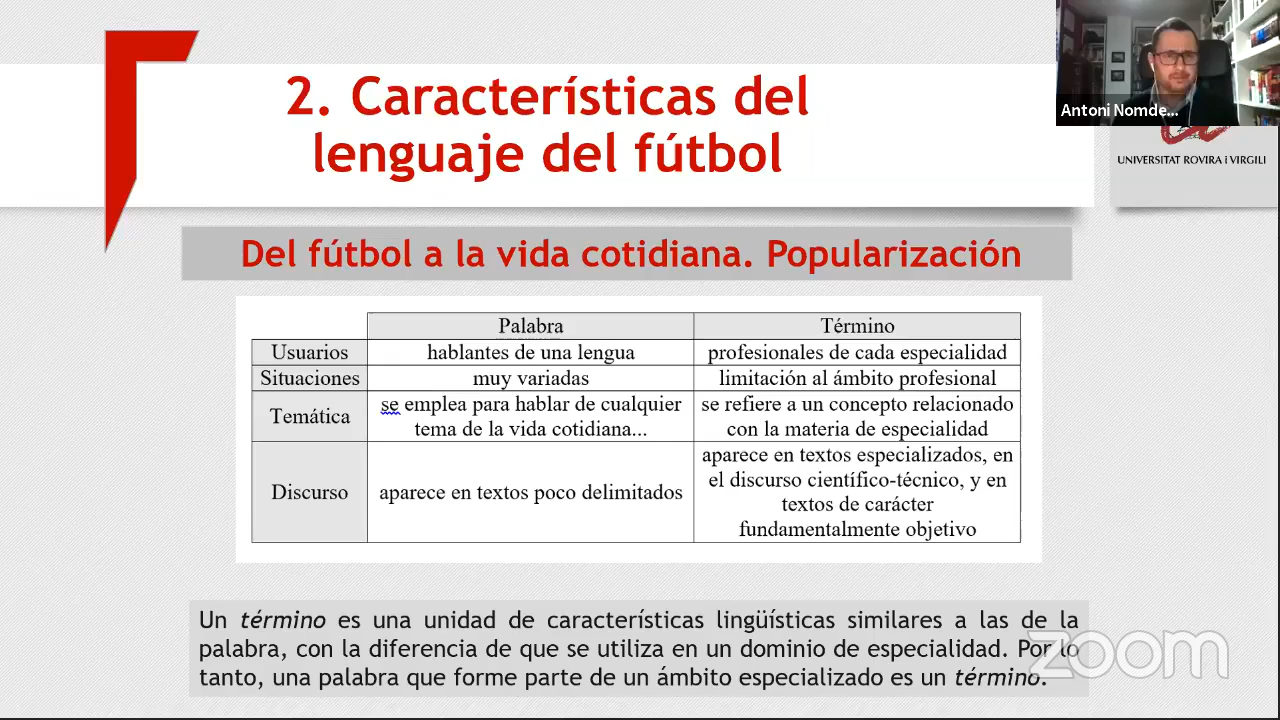 2. Características del
lenguaje del fútbol
Antoni Nomde...
UNIVERSITAT ROVIRA i VIRGILI
Del fútbol a la vida cotidiana. Popularización
Palabra Término
Usuarios hablantes de una lengua profesionales de cada especialidad
Situaciones muy variadas limitación al ámbito profesional
Temática se emplea para hablar de cualquier tema de la vida cotidiana... se refiere a un concepto relacionado con la materia de especialidad
Discurso aparece en textos poco delimitados aparece en textos especializados, en el discurso científico-técnico, y en textos de carácter fundamentalmente objetivo
Un término es una unidad de características lingüísticas similares a las de la
palabra, con la diferencia de que se utiliza en un dominio de especialidad. Por lo
tanto, una palabra que forme parte de un ámbito especializado es un término.
zoom